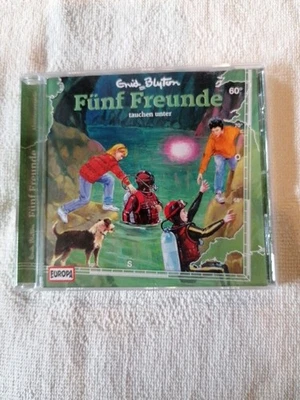 Enid Blyton
Fünf Freunde
tauchen unter
60
Fünf Freunde
EUROPA